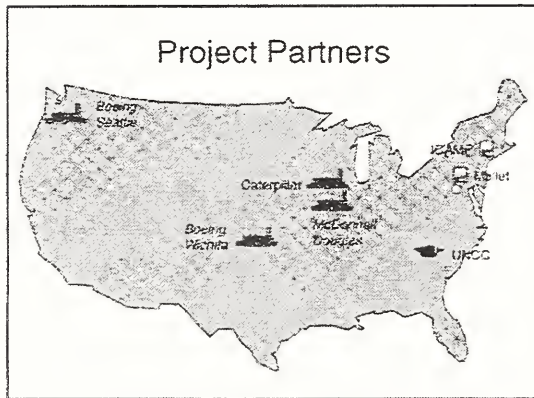 Project Partners
Boeing
Seattle
Caterpillar
McDonnell
Douglas
Boeing
Wichita
UNCC